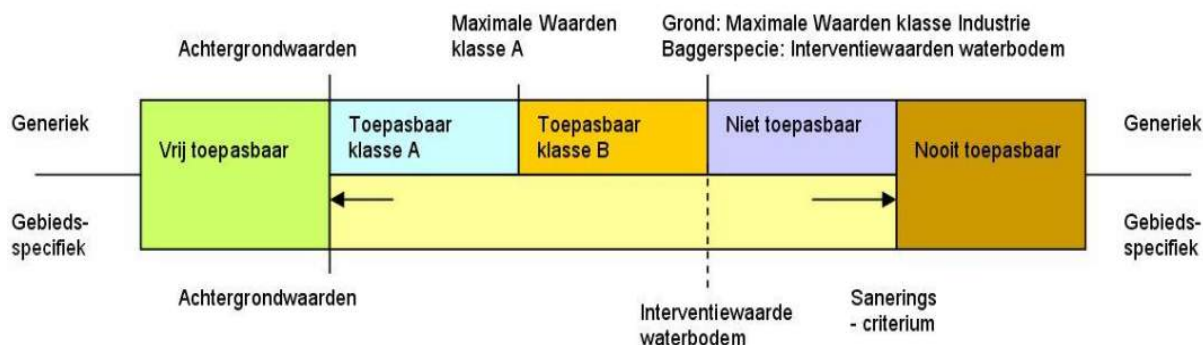 Achtergrondwaarden
Maximale Waarden
klasse A
Grond: Maximale Waarden klasse Industrie
Baggerspecie: Interventiewaarden waterbodem
Generiek
Vrij toepasbaar
Toepasbaar
klasse A
Toepasbaar
klasse B
Niet toepasbaar
Nooit toepasbaar
Generiek
Gebieds-
specifiek
Gebieds-
specifiek
Achtergrondwaarden
Interventiewaarde
waterbodem
Sanerings
- criterium